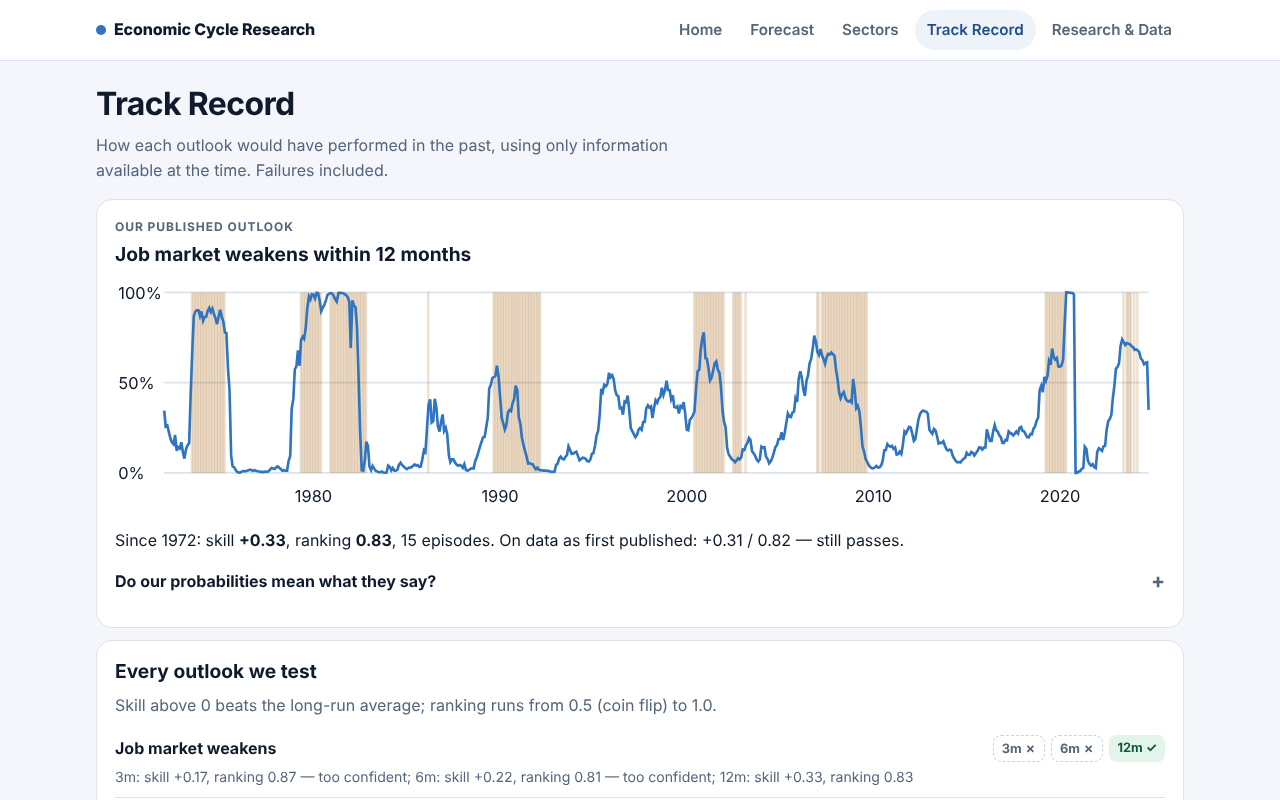 Economic Cycle Research
Home
Forecast
Sectors
Track Record
Research & Data
Track Record
How each outlook would have performed in the past, using only information
available at the time. Failures included.
OUR PUBLISHED OUTLOOK
Job market weakens within 12 months
100%
50%
0%
1980
1990
2000
2010
2020
Since 1972: skill +0.33, ranking 0.83, 15 episodes. On data as first published: +0.31 / 0.82 — still passes.
Do our probabilities mean what they say?
+
Every outlook we test
Skill above 0 beats the long-run average; ranking runs from 0.5 (coin flip) to 1.0.
Job market weakens
3m ×
6m ×
12m ✓
3m: skill +0.17, ranking 0.87 — too confident; 6m: skill +0.22, ranking 0.81 — too confident; 12m: skill +0.33, ranking 0.83